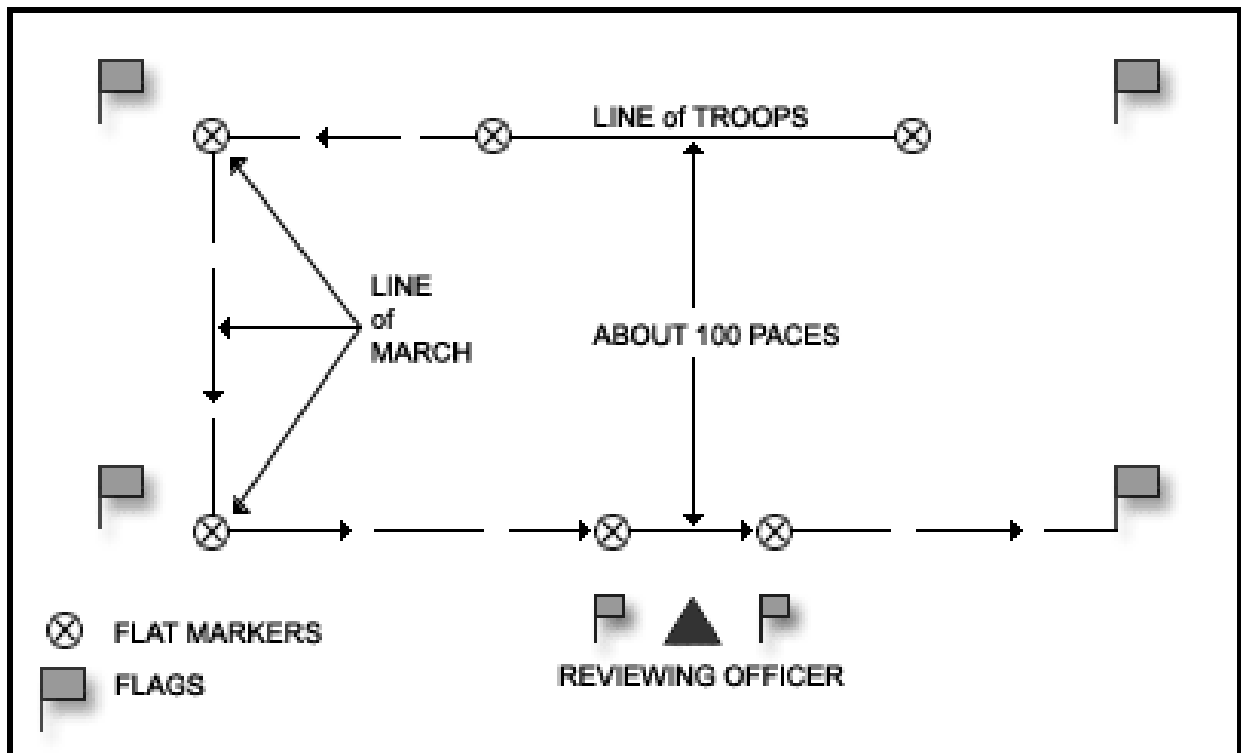 LINE of TROOPS
LINE
of
MARCH
ABOUT 100 PACES
FLAT MARKERS
FLAGS
REVIEWING OFFICER